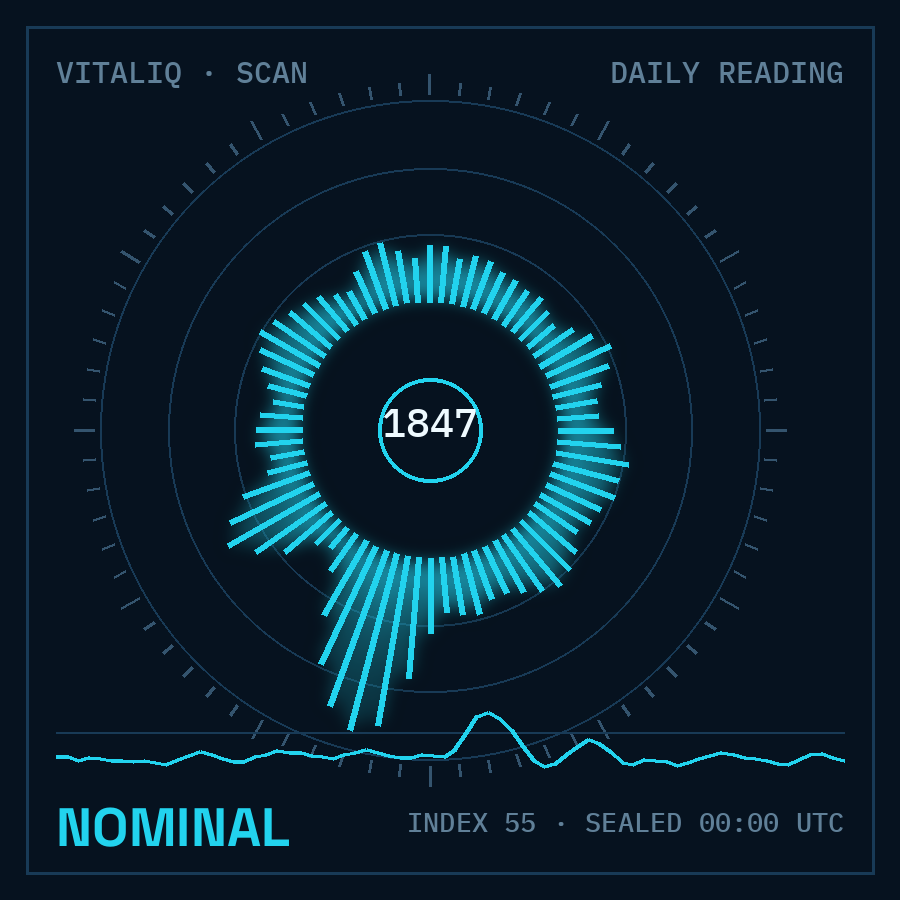 VITALIQ · SCAN
DAILY READING
1847
NOMINAL
INDEX 55 · SEALED 00:00 UTC